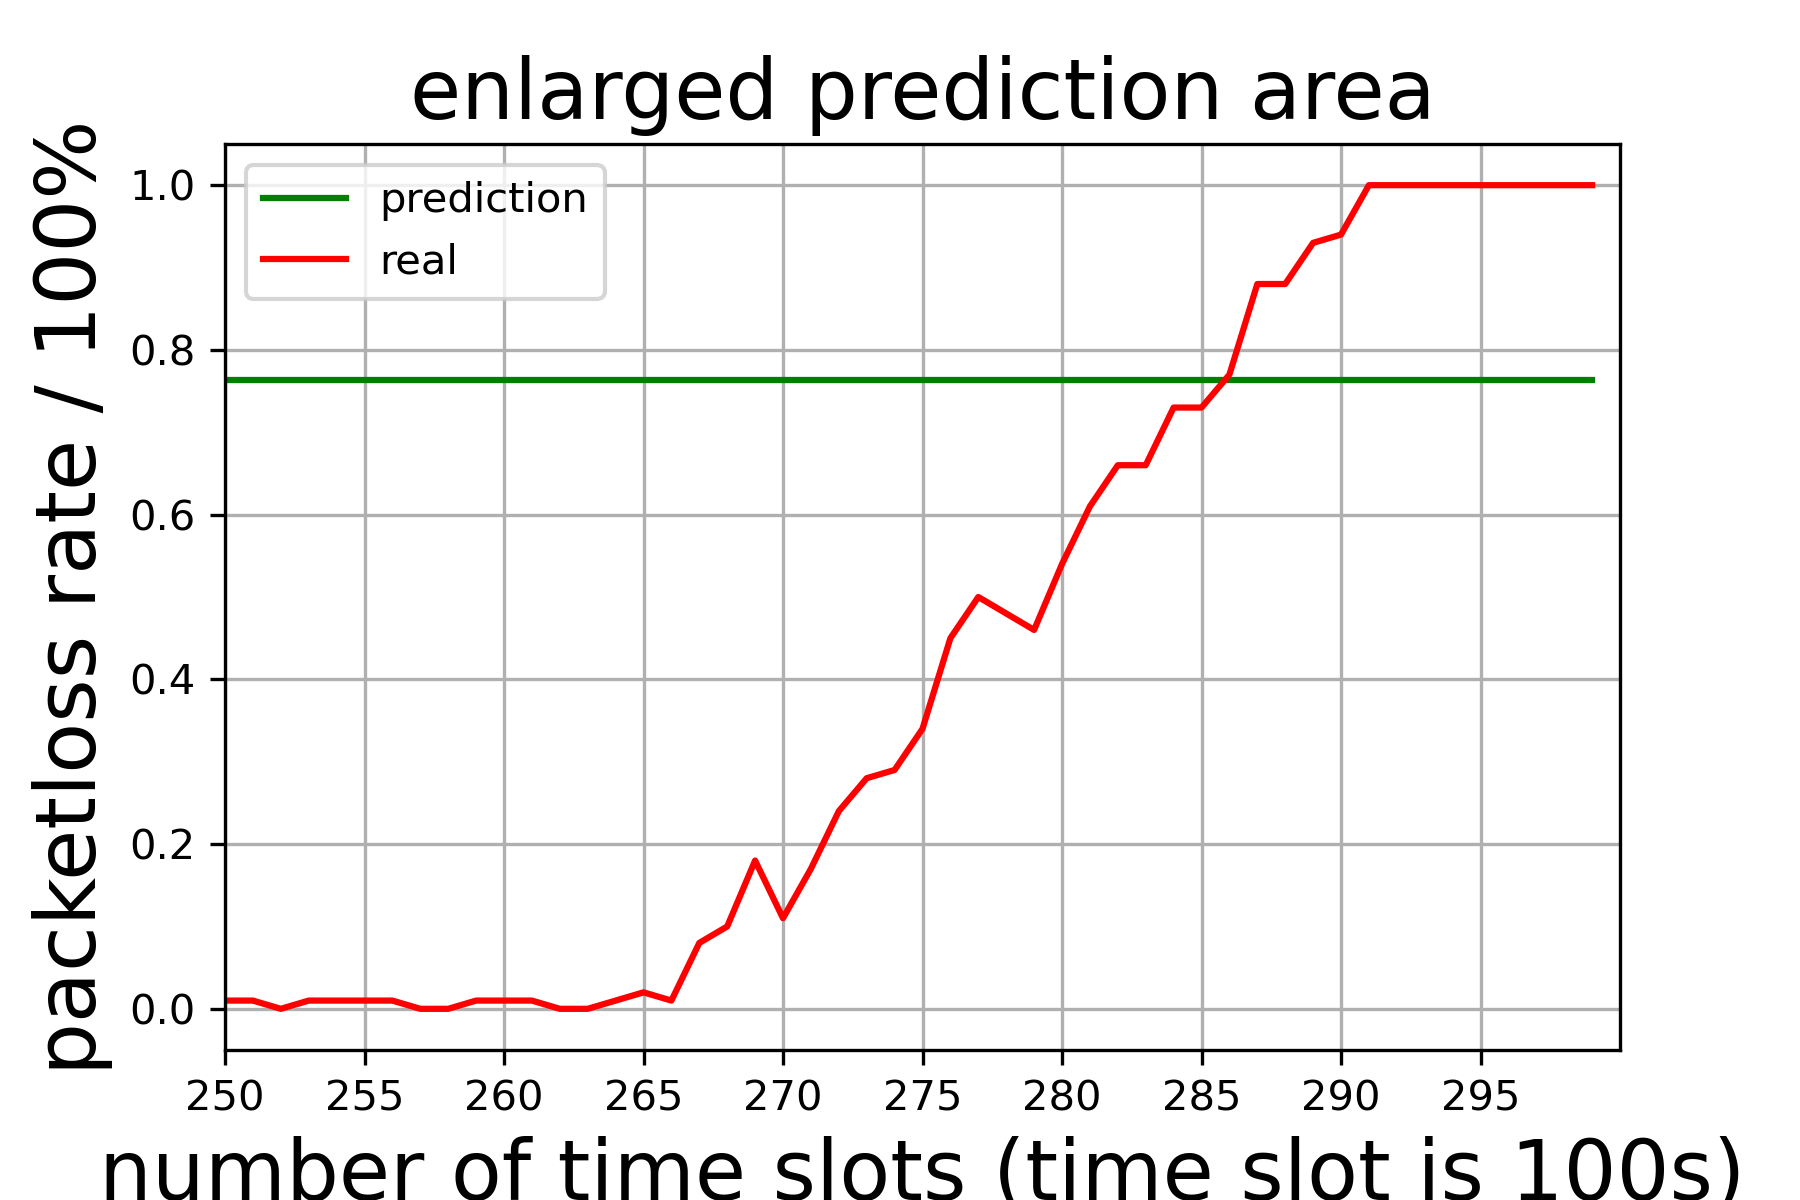 enlarged prediction area
packetloss rate / 100%
1.0
0.8
0.6
0.4
0.2
0.0
prediction
real
250 255 260 265 270 275 280 285 290 295
number of time slots (time slot is 100s)